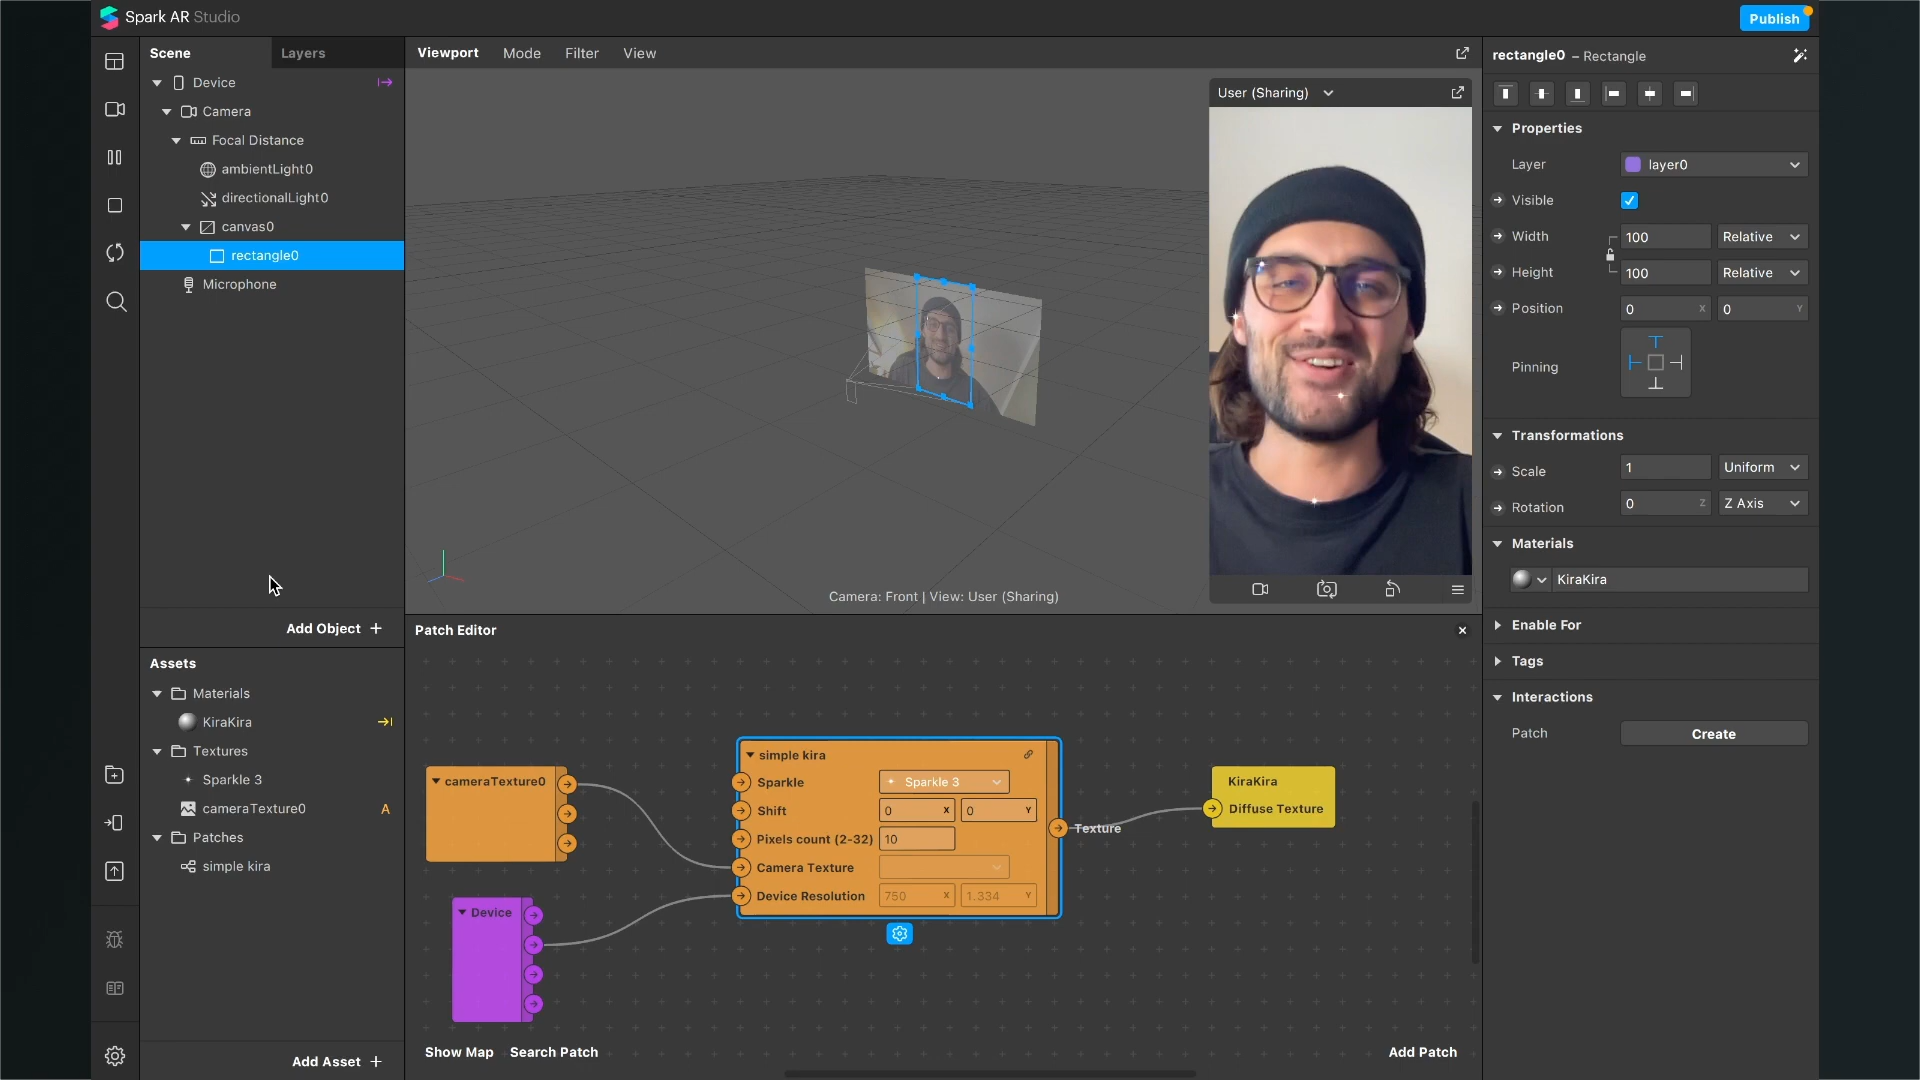 Spark AR Studio
Publish
Scene
Layers
Device
Camera
Focal Distance
ambientLight0
directionalLight0
canvas0
rectangle0
Microphone
Add Object +
Assets
Materials
KiraKira
Textures
Sparkle 3
cameraTexture0 A
Patches
simple kira
Add Asset +
Viewport Mode Filter View
User (Sharing)
Camera: Front | View: User (Sharing)
Patch Editor
cameraTexture0
Device
simple kira
Sparkle Sparkle 3
Shift 0 X 0 Y
Pixels count (2-32) 10
Camera Texture
Device Resolution 750 X 1.334 Y
Texture
KiraKira
Diffuse Texture
Show Map Search Patch
Add Patch
rectangle0 – Rectangle
Properties
Layer layer0
Visible
Width 100 Relative
Height 100 Relative
Position 0 X 0 Y
Pinning
Transformations
Scale 1 Uniform
Rotation 0 Z Z Axis
Materials
KiraKira
Enable For
Tags
Interactions
Patch Create